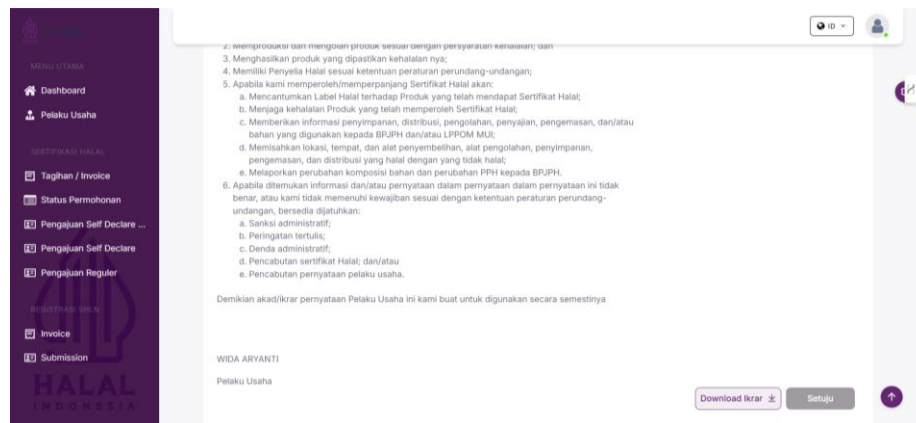 ID
MENU UTAMA
Dashboard
Pelaku Usaha
SERTIFIKASI HALAL
Tagihan / Invoice
Status Permohonan
Pengajuan Self Declare ...
Pengajuan Self Declare
Pengajuan Reguler
REGISTRASI SHLN
Invoice
Submission
HALAL
INDONESIA
2. Memproduksi dan mengolah produk sesuai dengan persyaratan kehalalan; dan
3. Menghasilkan produk yang dipastikan kehalalan nya;
4. Memiliki Penyelia Halal sesuai ketentuan peraturan perundang-undangan;
5. Apabila kami memperoleh/memperpanjang Sertifikat Halal akan:
a. Mencantumkan Label Halal terhadap Produk yang telah mendapat Sertifikat Halal;
b. Menjaga kehalalan Produk yang telah memperoleh Sertifikat Halal;
c. Memberikan informasi penyimpanan, distribusi, pengolahan, penyajian, pengemasan, dan/atau
bahan yang digunakan kepada BPJPH dan/atau LPPOM MUI;
d. Memisahkan lokasi, tempat, dan alat penyembelihan, alat pengolahan, penyimpanan,
pengemasan, dan distribusi yang halal dengan yang tidak halal;
e. Melaporkan perubahan komposisi bahan dan perubahan PPH kepada BPJPH.
6. Apabila ditemukan informasi dan/atau pernyataan dalam pernyataan dalam pernyataan ini tidak
benar, atau kami tidak memenuhi kewajiban sesuai dengan ketentuan peraturan perundang-
undangan, bersedia dijatuhkan:
a. Sanksi administratif;
b. Peringatan tertulis;
c. Denda administratif;
d. Pencabutan sertifikat Halal; dan/atau
e. Pencabutan pernyataan pelaku usaha.
Demikian akad/ikrar pernyataan Pelaku Usaha ini kami buat untuk digunakan secara semestinya
WIDA ARYANTI
Pelaku Usaha
Download Ikrar
Setuju